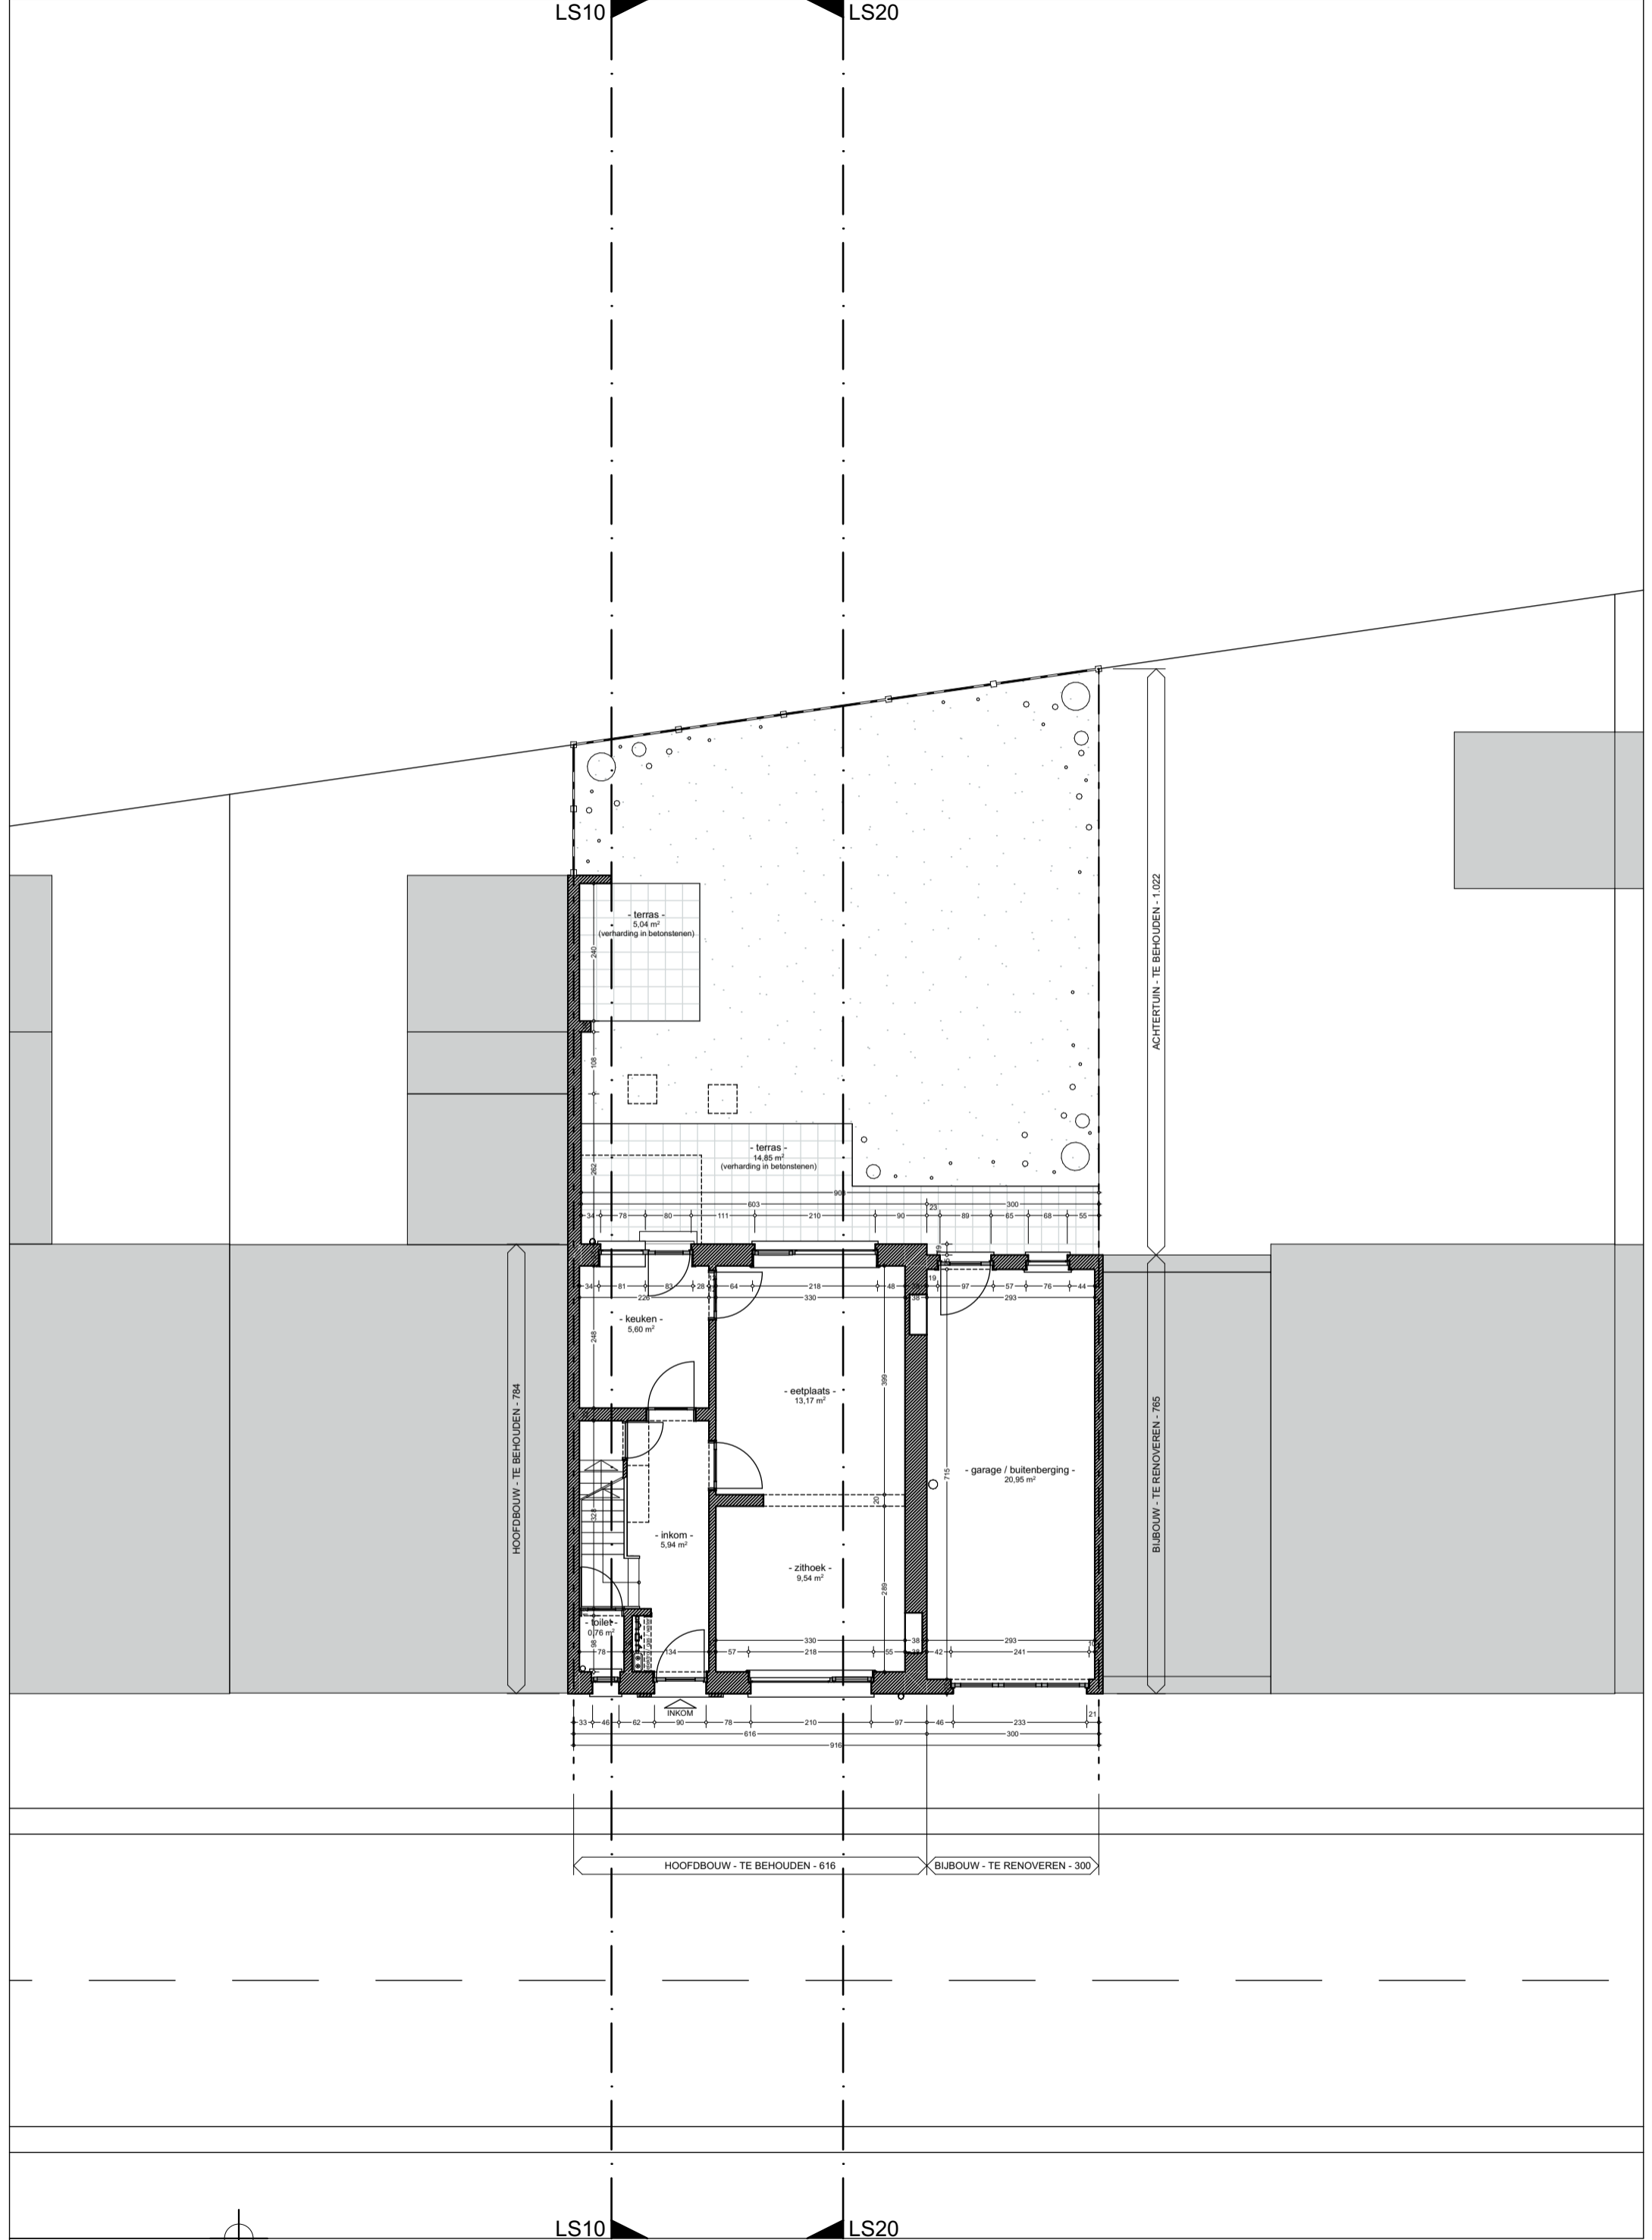 LS10
LS20
ACHTERTUIN - TE BEHOUDEN - 1.022
- terras -
5,04 m²
(verharding in betonstenen)
240
108
262
- terras -
14,85 m²
(verharding in betonstenen)
603
300
23
34
78
80
111
210
90
89
65
68
55
34
81
83
28
64
218
48
19
97
57
76
44
226
330
38
293
- keuken -
5,60 m²
248
399
- eetplaats -
13,17 m²
HOOFDBOUW - TE BEHOUDEN - 784
BIJBOUW - TE RENOVEREN - 765
- garage / buitenberging -
20,95 m²
715
20
328
- inkom -
5,94 m²
- zithoek -
9,54 m²
289
- toilet -
0,76 m²
98
330
38
293
78
134
57
218
55
38
42
241
INKOM
33
46
62
90
78
210
97
46
233
21
616
300
916
HOOFDBOUW - TE BEHOUDEN - 616
BIJBOUW - TE RENOVEREN - 300
LS10
LS20